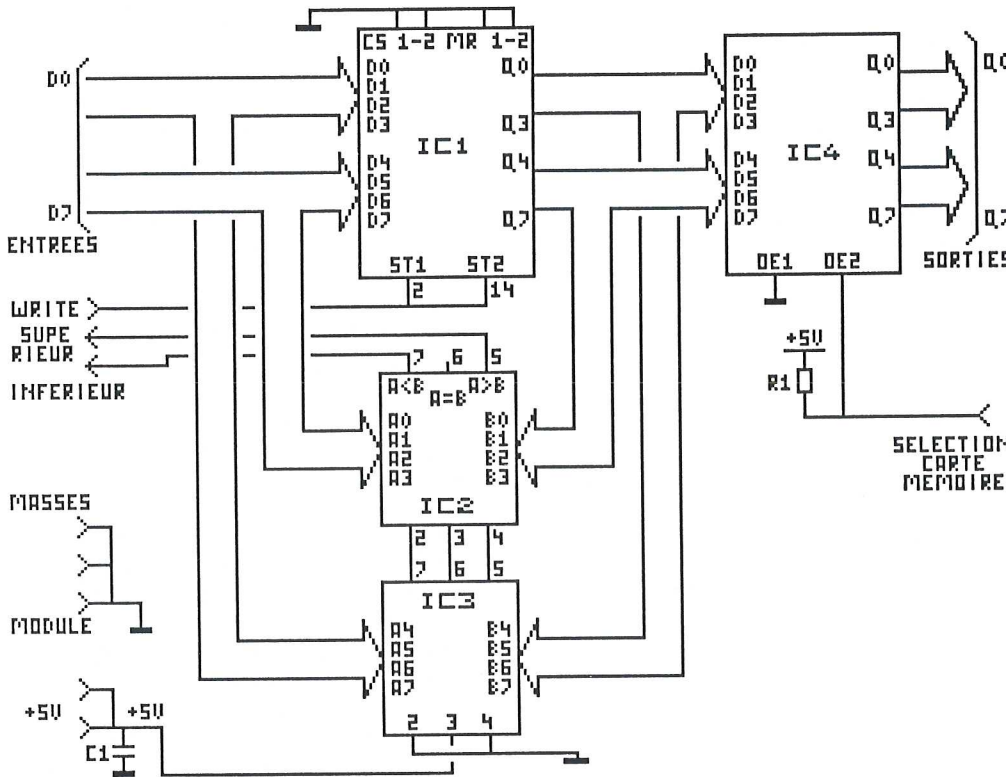 CS 1-2 MR 1-2
D0
D7
ENTREES
D0
D1
D2
D3
D4
D5
D6
D7
IC1
Q0
Q3
Q4
Q7
ST1 ST2
2 14
D0
D1
D2
D3
D4
D5
D6
D7
IC4
Q0
Q3
Q4
Q7
OE1 OE2
Q0
Q7
SORTIES
WRITE
SUPE
RIEUR
INFERIEUR
7 6 5
A<B A=B A>B
A0
A1
A2
A3
B0
B1
B2
B3
IC2
2 3 4
7 6 5
IC3
A4
A5
A6
A7
B4
B5
B6
B7
2 3 4
+5V
R1
SELECTION
CARTE
MEMOIRE
MASSES
MODULE
+5V +5V
C1